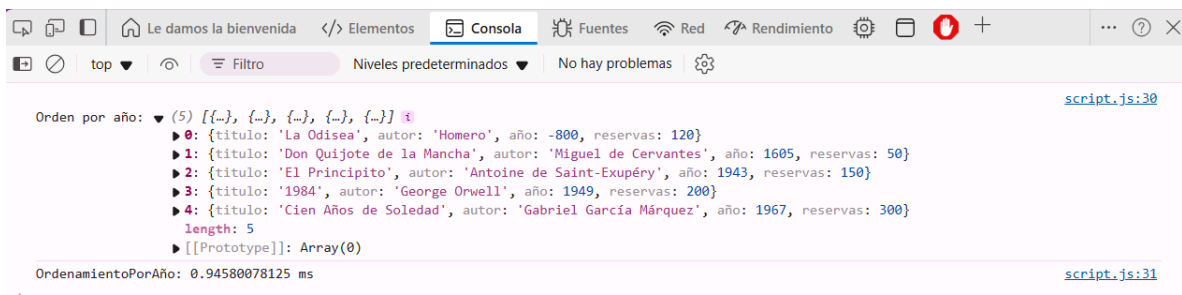 Le damos la bienvenida </> Elementos Consola Fuentes Red Rendimiento + ... ?
top ▼ Filtro Niveles predeterminados ▼ No hay problemas
script.js:30
Orden por año: ▼ (5) [{…}, {…}, {…}, {…}, {…}] i
▶ 0: {titulo: 'La Odisea', autor: 'Homero', año: -800, reservas: 120}
▶ 1: {titulo: 'Don Quijote de la Mancha', autor: 'Miguel de Cervantes', año: 1605, reservas: 50}
▶ 2: {titulo: 'El Principito', autor: 'Antoine de Saint-Exupéry', año: 1943, reservas: 150}
▶ 3: {titulo: '1984', autor: 'George Orwell', año: 1949, reservas: 200}
▶ 4: {titulo: 'Cien Años de Soledad', autor: 'Gabriel García Márquez', año: 1967, reservas: 300}
length: 5
▶ [[Prototype]]: Array(0)
OrdenamientoPorAño: 0.94580078125 ms script.js:31